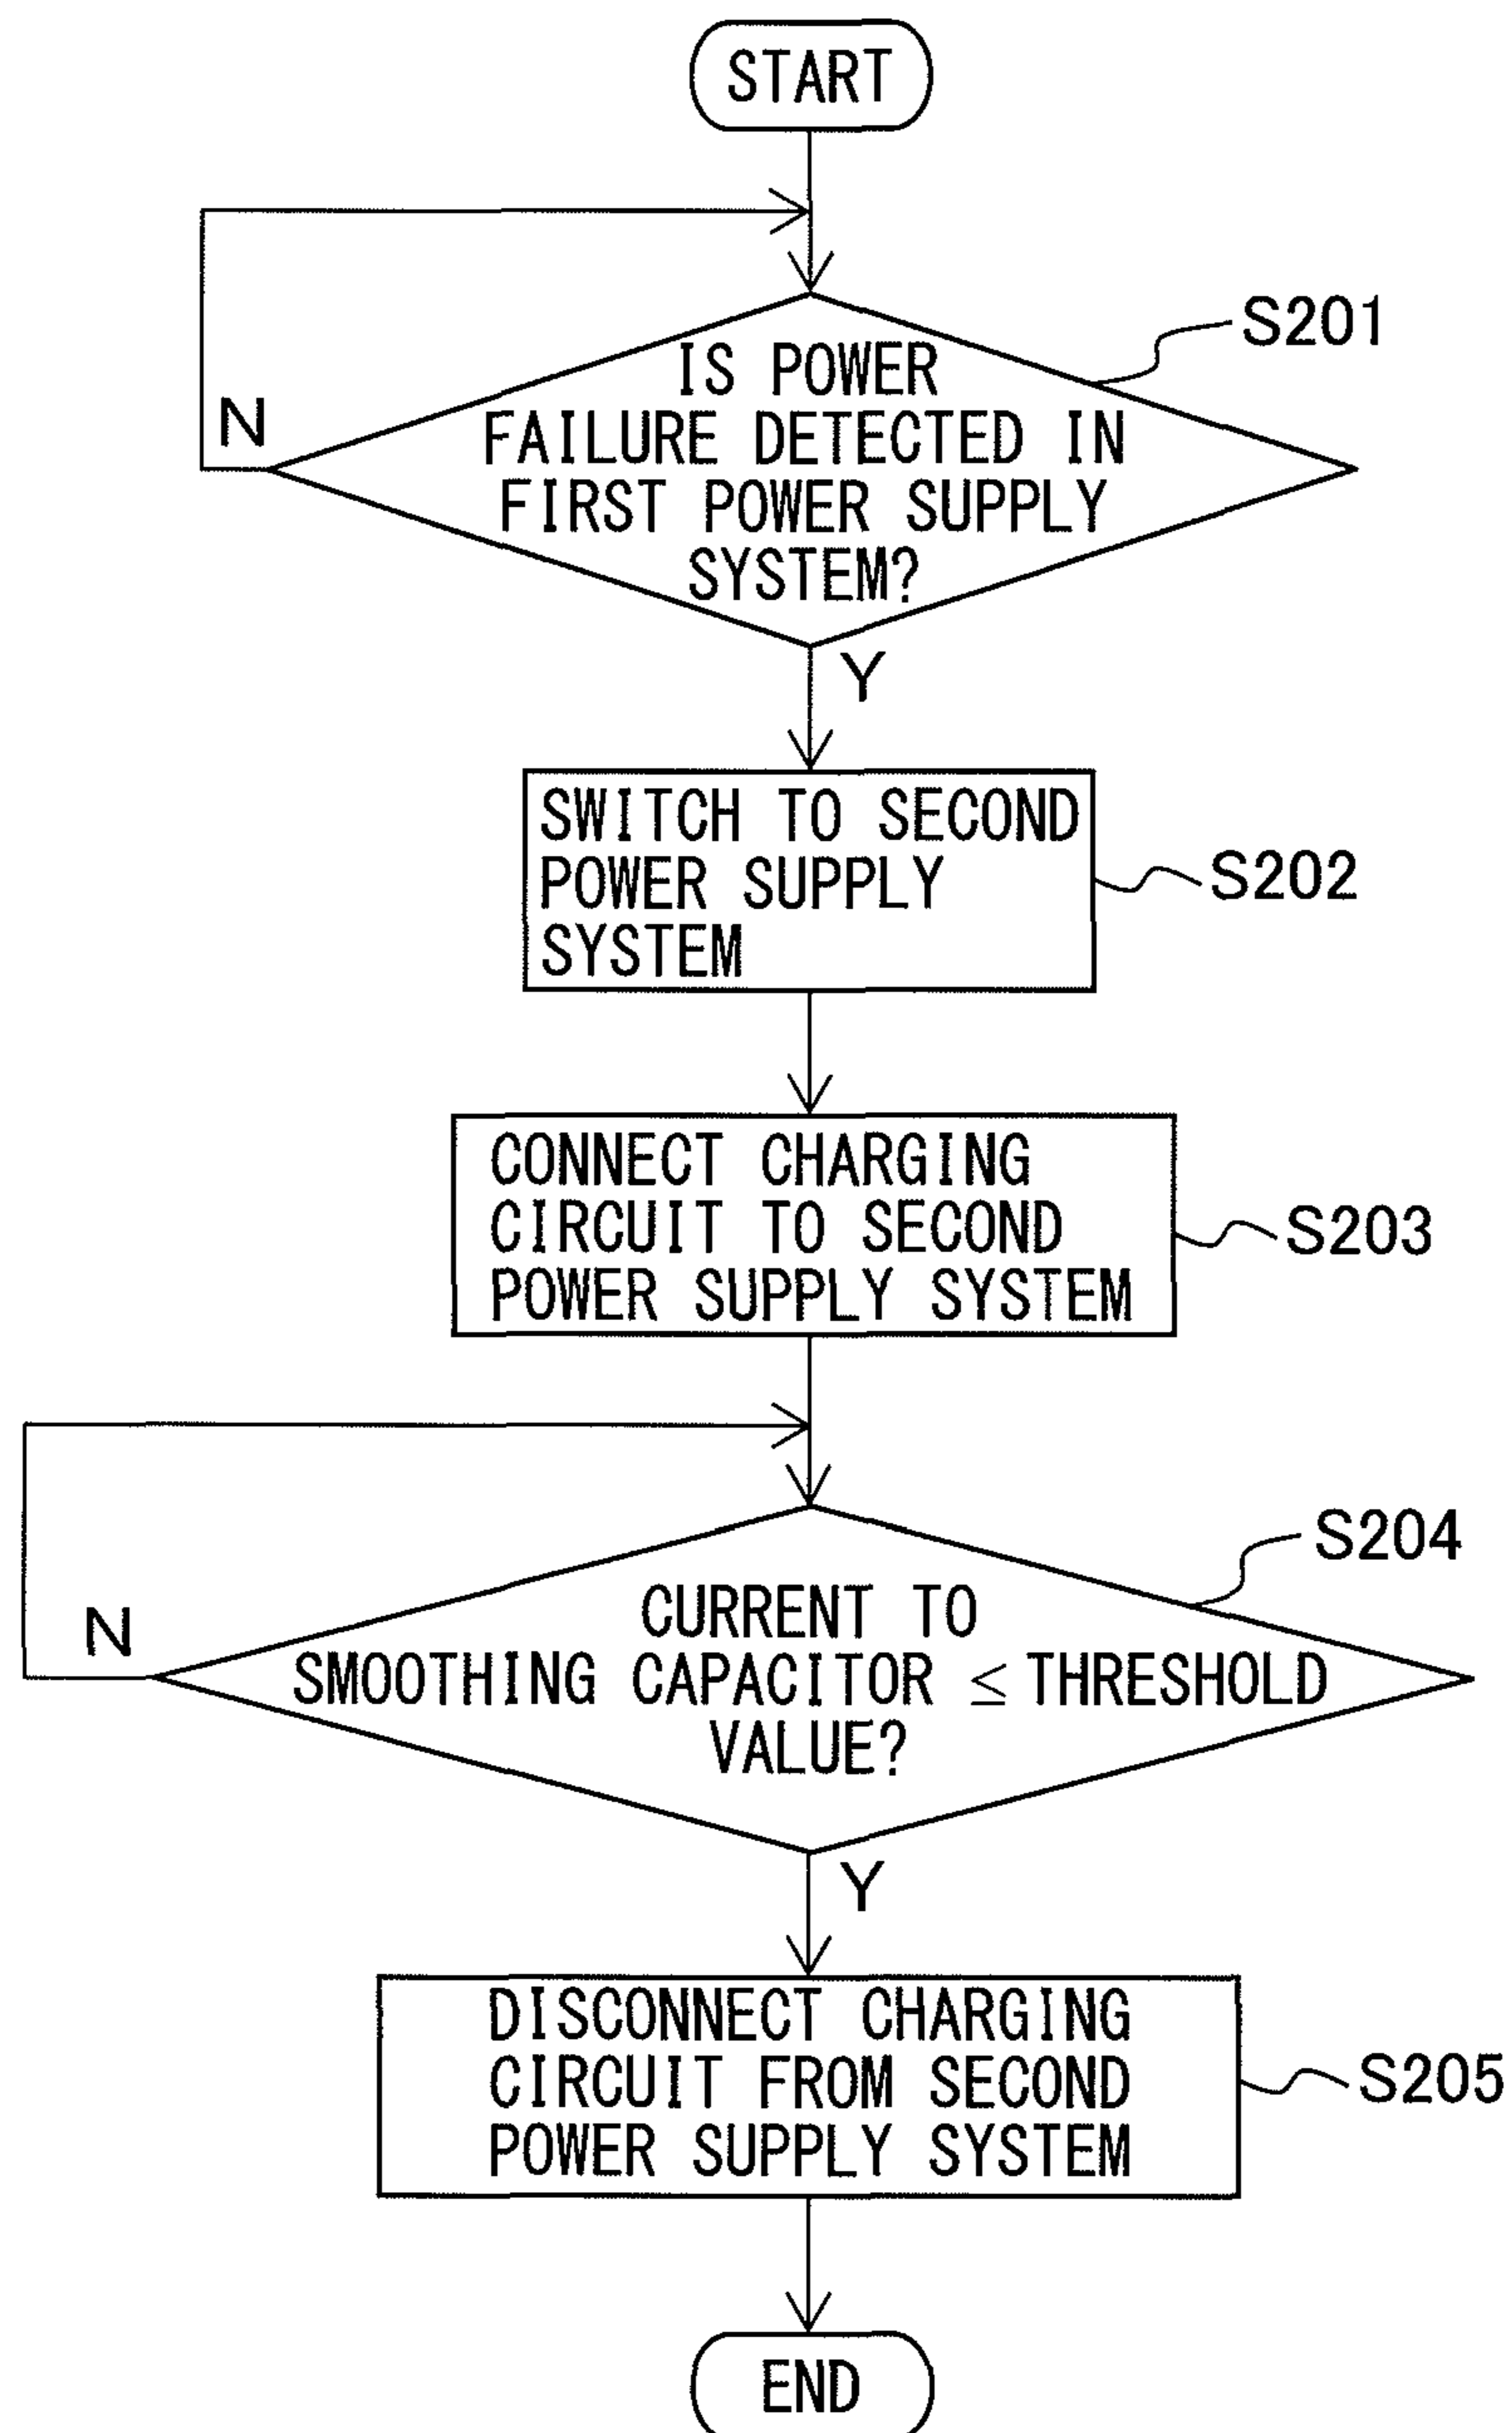 START
S201
IS POWER
FAILURE DETECTED IN
FIRST POWER SUPPLY
SYSTEM?
N
Y
SWITCH TO SECOND
POWER SUPPLY
SYSTEM
S202
CONNECT CHARGING
CIRCUIT TO SECOND
POWER SUPPLY SYSTEM
S203
S204
CURRENT TO
SMOOTHING CAPACITOR ≤ THRESHOLD
VALUE?
N
Y
DISCONNECT CHARGING
CIRCUIT FROM SECOND
POWER SUPPLY SYSTEM
S205
END